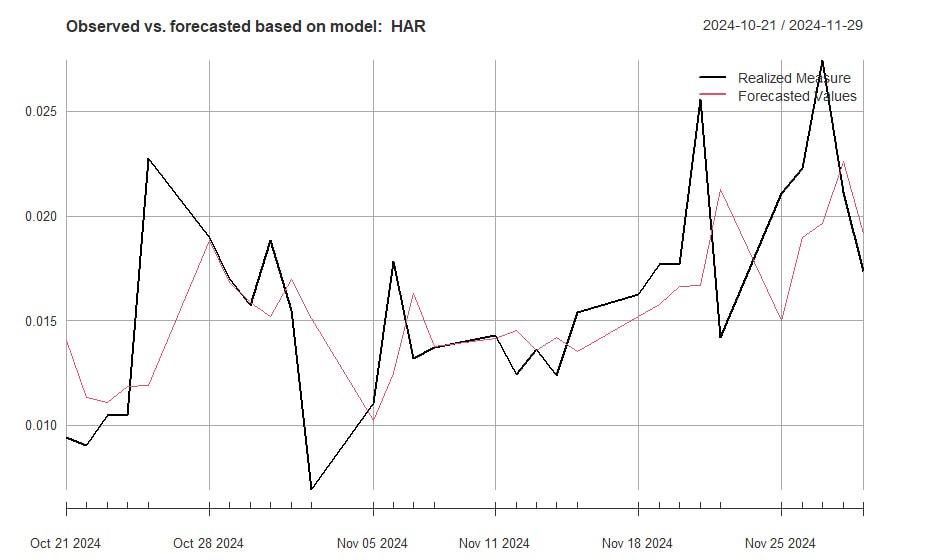 Observed vs. forecasted based on model:  HAR
2024-10-21 / 2024-11-29
Realized Measure
Forecasted Values
0.025
0.020
0.015
0.010
Oct 21 2024
Oct 28 2024
Nov 05 2024
Nov 11 2024
Nov 18 2024
Nov 25 2024